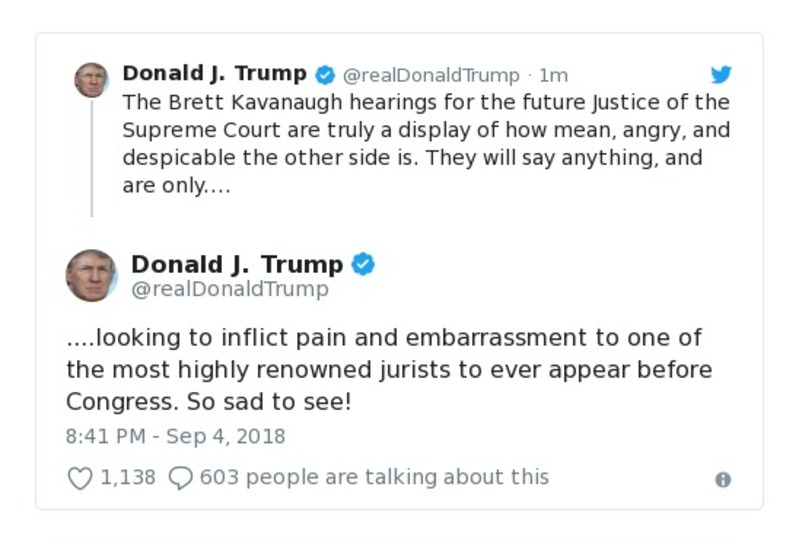 Donald J. Trump @realDonaldTrump · 1m
The Brett Kavanaugh hearings for the future Justice of the
Supreme Court are truly a display of how mean, angry, and
despicable the other side is. They will say anything, and
are only....
Donald J. Trump
@realDonaldTrump
....looking to inflict pain and embarrassment to one of
the most highly renowned jurists to ever appear before
Congress. So sad to see!
8:41 PM - Sep 4, 2018
1,138 603 people are talking about this